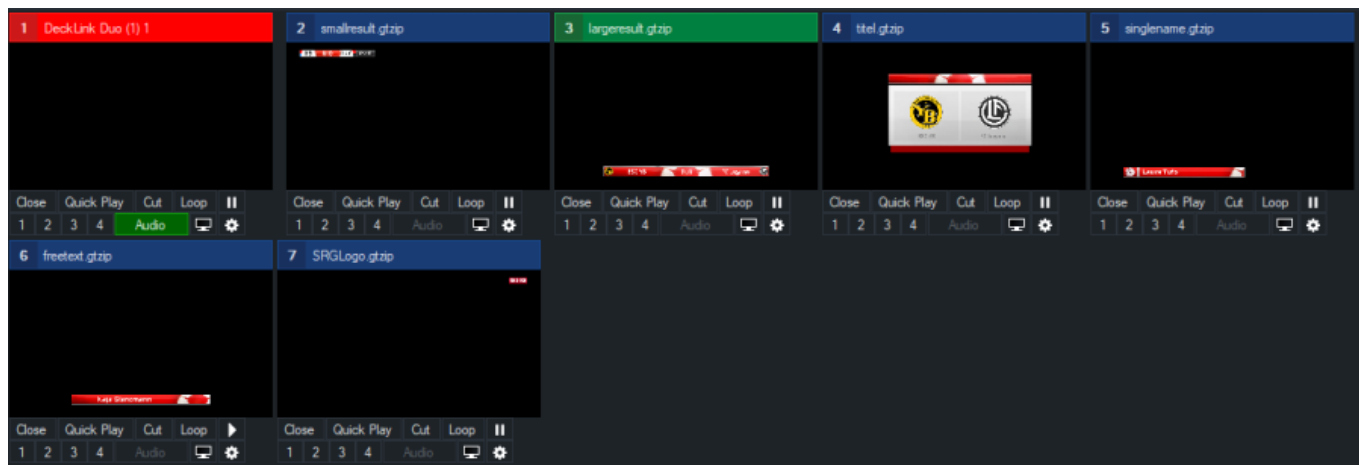 1 DeckLink Duo (1) 1
2 smallresult.gtzip
3 largeresult.gtzip
4 titel.gtzip
5 singlename.gtzip
Close Quick Play Cut Loop
Close Quick Play Cut Loop
Close Quick Play Cut Loop
Close Quick Play Cut Loop
Close Quick Play Cut Loop
1 2 3 4 Audio
1 2 3 4 Audio
1 2 3 4 Audio
1 2 3 4 Audio
1 2 3 4 Audio
6 freetext.gtzip
7 SRGLogo.gtzip
Close Quick Play Cut Loop
Close Quick Play Cut Loop
1 2 3 4 Audio
1 2 3 4 Audio